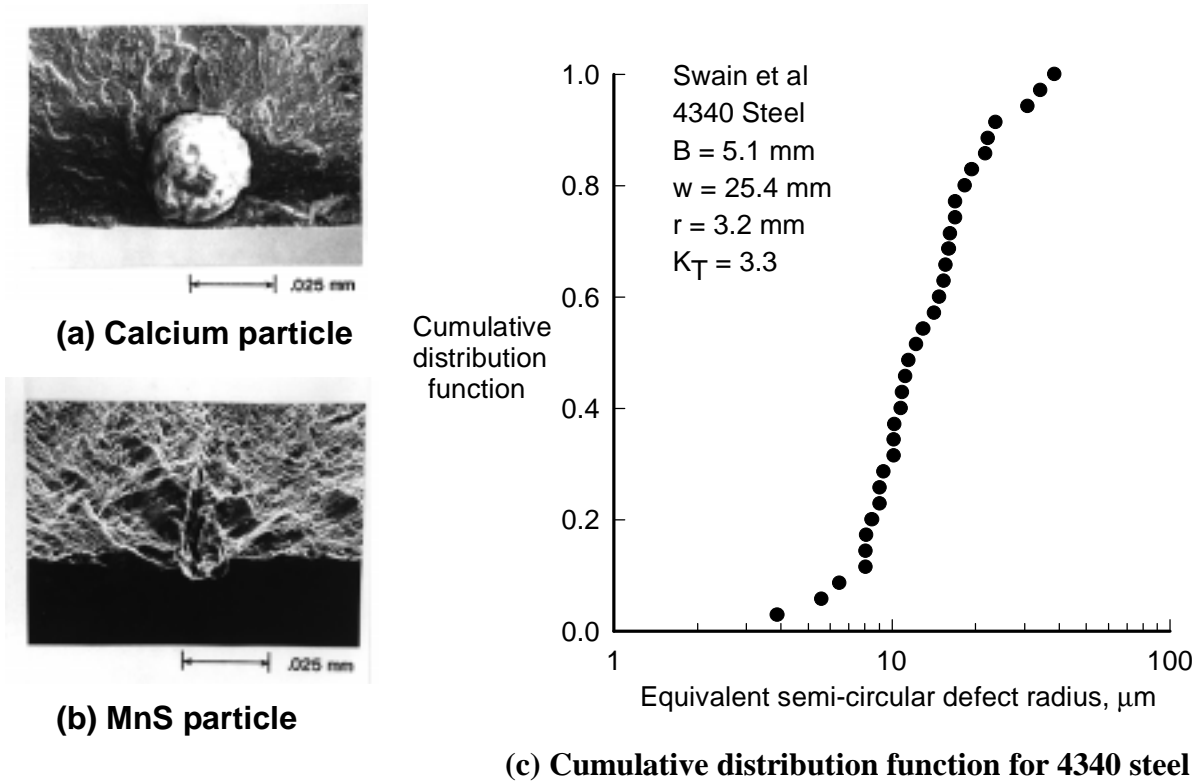 .025 mm
(a) Calcium particle
.025 mm
(b) MnS particle
Swain et al
4340 Steel
B = 5.1 mm
w = 25.4 mm
r = 3.2 mm
KT = 3.3
Cumulative
distribution
function
1.0
0.8
0.6
0.4
0.2
0.0
1
10
100
Equivalent semi-circular defect radius, μm
(c) Cumulative distribution function for 4340 steel